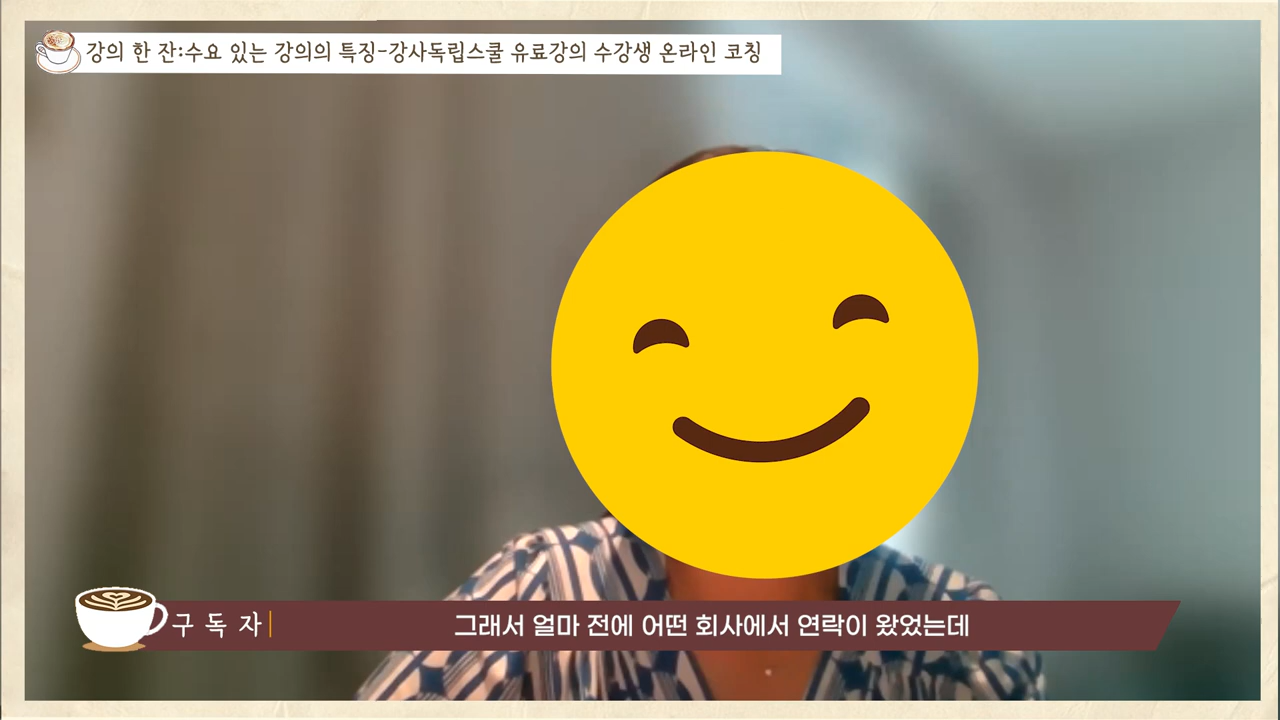 강의 한 잔:수요 있는 강의의 특징-강사독립스쿨 유료강의 수강생 온라인 코칭
구독자
그래서 얼마 전에 어떤 회사에서 연락이 왔었는데